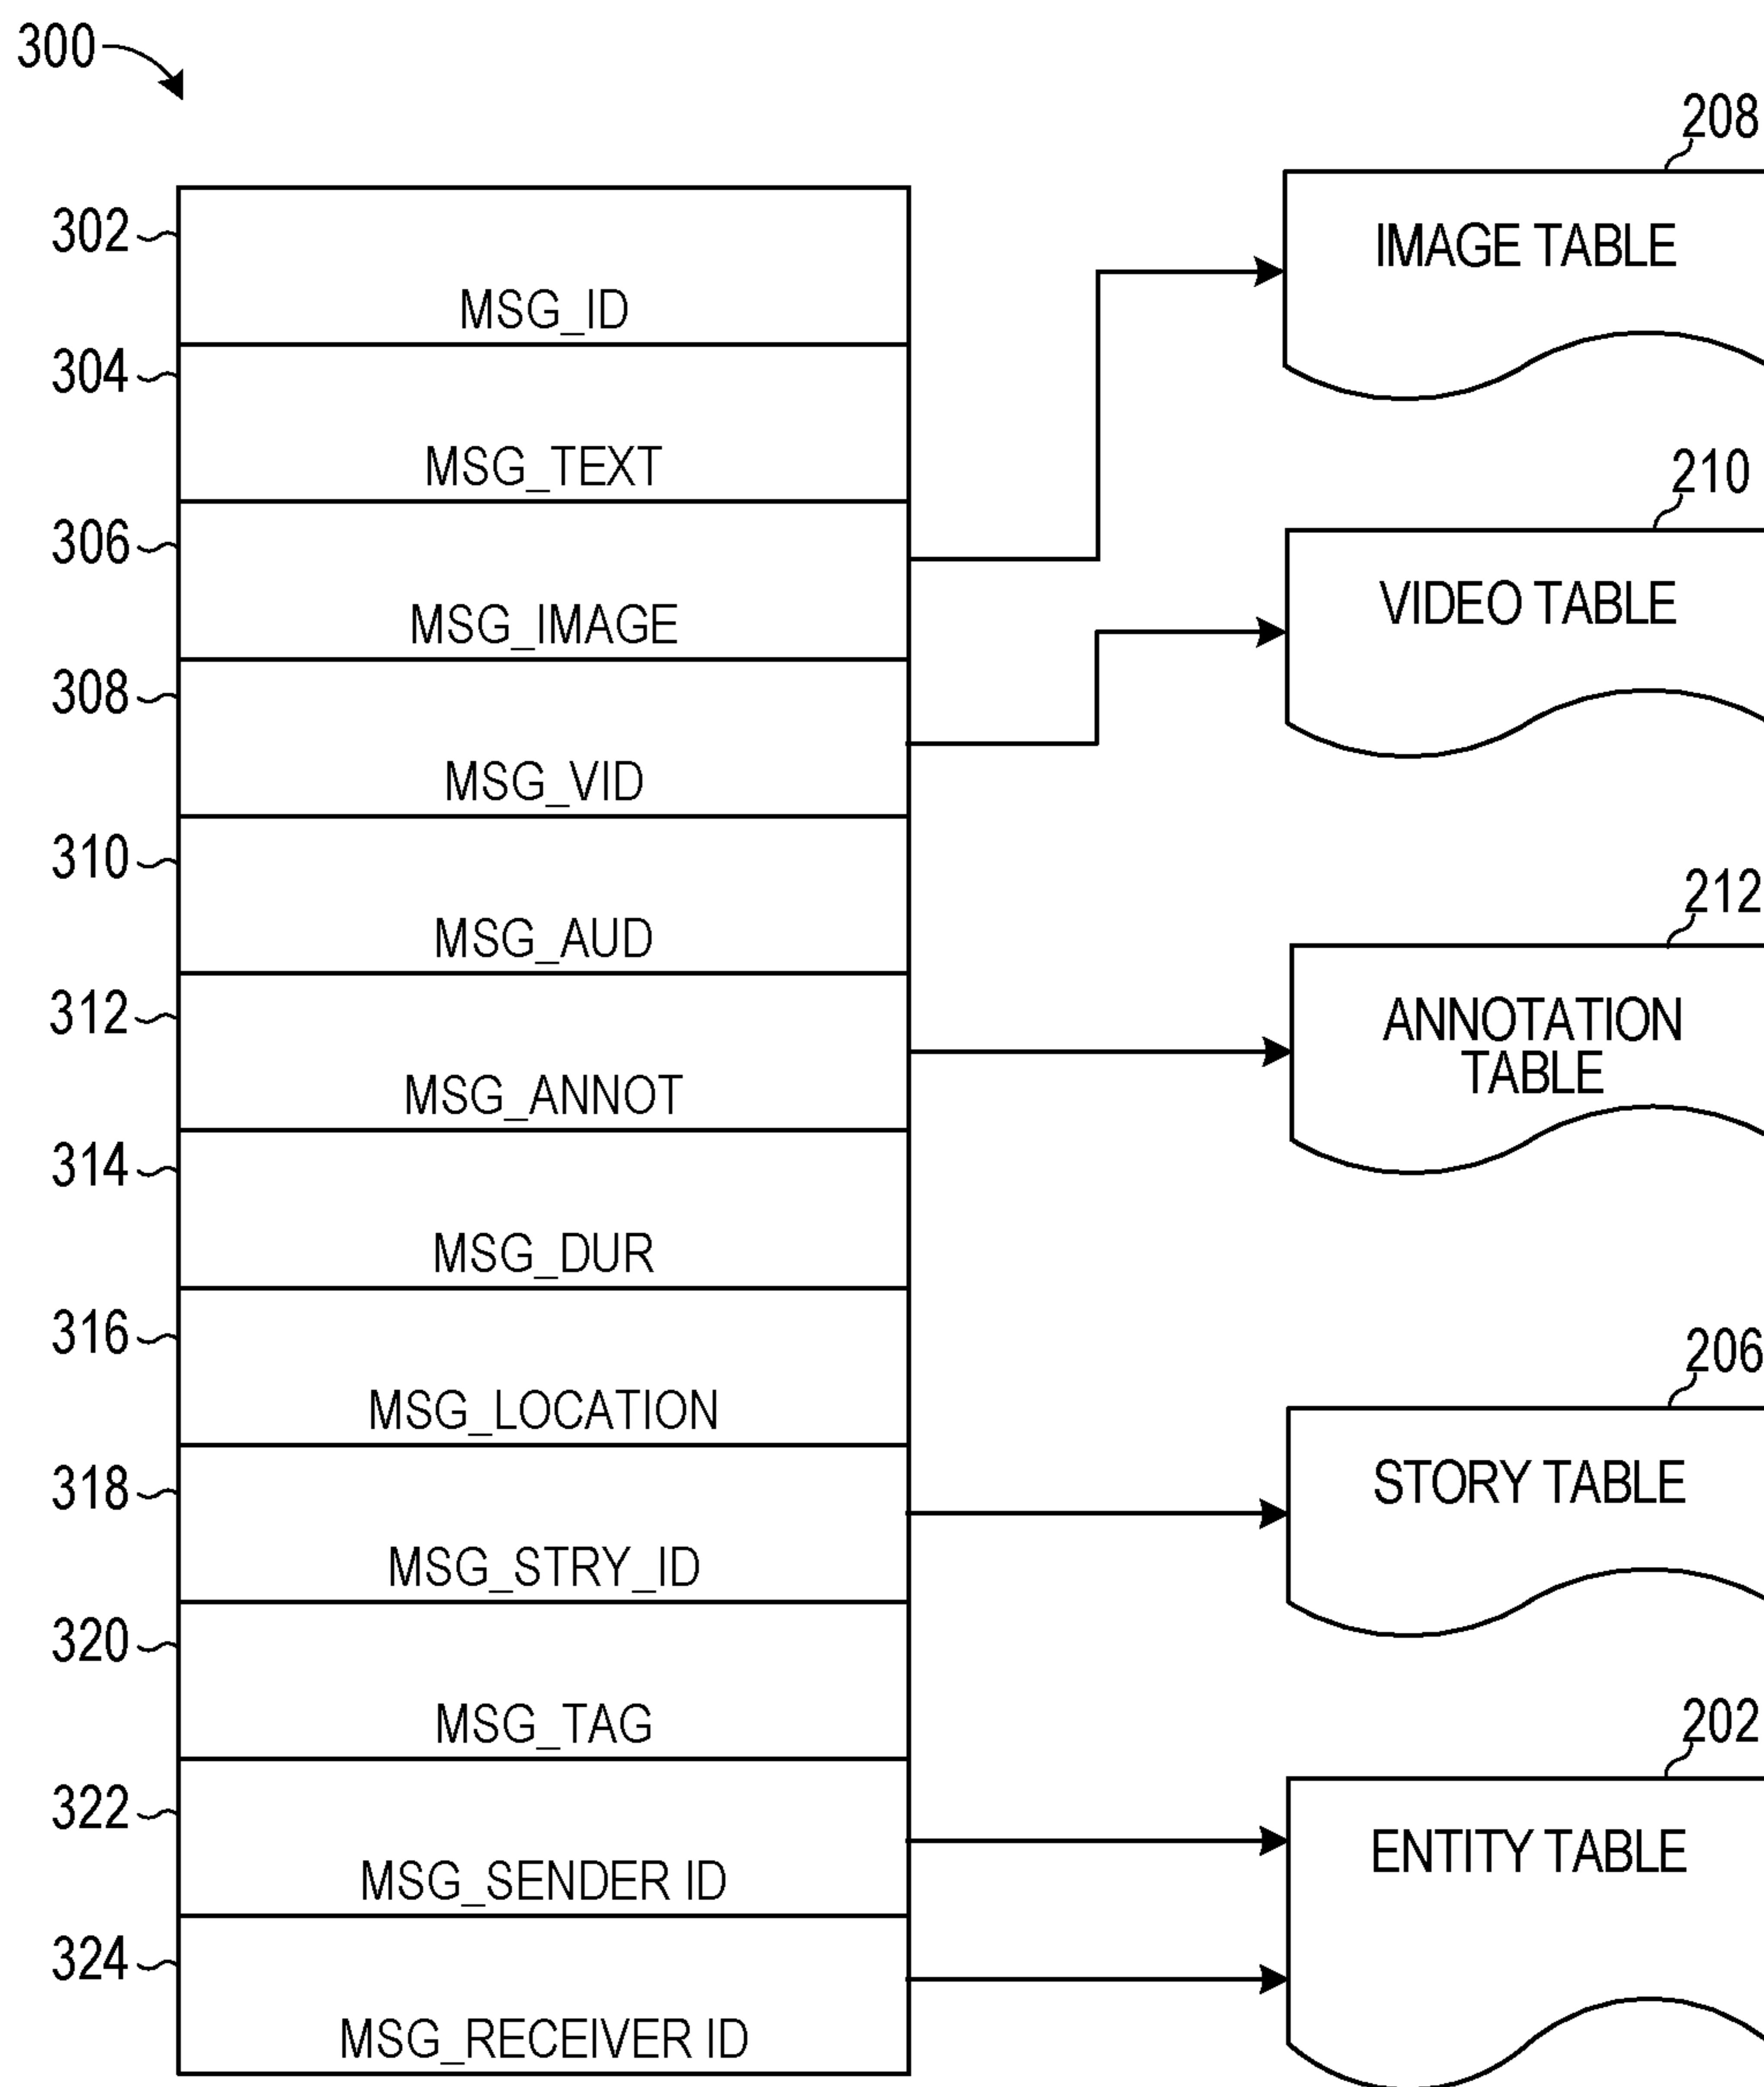 300
208
302
IMAGE TABLE
MSG_ID
304
MSG_TEXT
210
306
VIDEO TABLE
MSG_IMAGE
308
MSG_VID
310
212
MSG_AUD
312
ANNOTATION
TABLE
MSG_ANNOT
314
MSG_DUR
316
206
MSG_LOCATION
318
STORY TABLE
MSG_STRY_ID
320
MSG_TAG
202
322
ENTITY TABLE
MSG_SENDER ID
324
MSG_RECEIVER ID